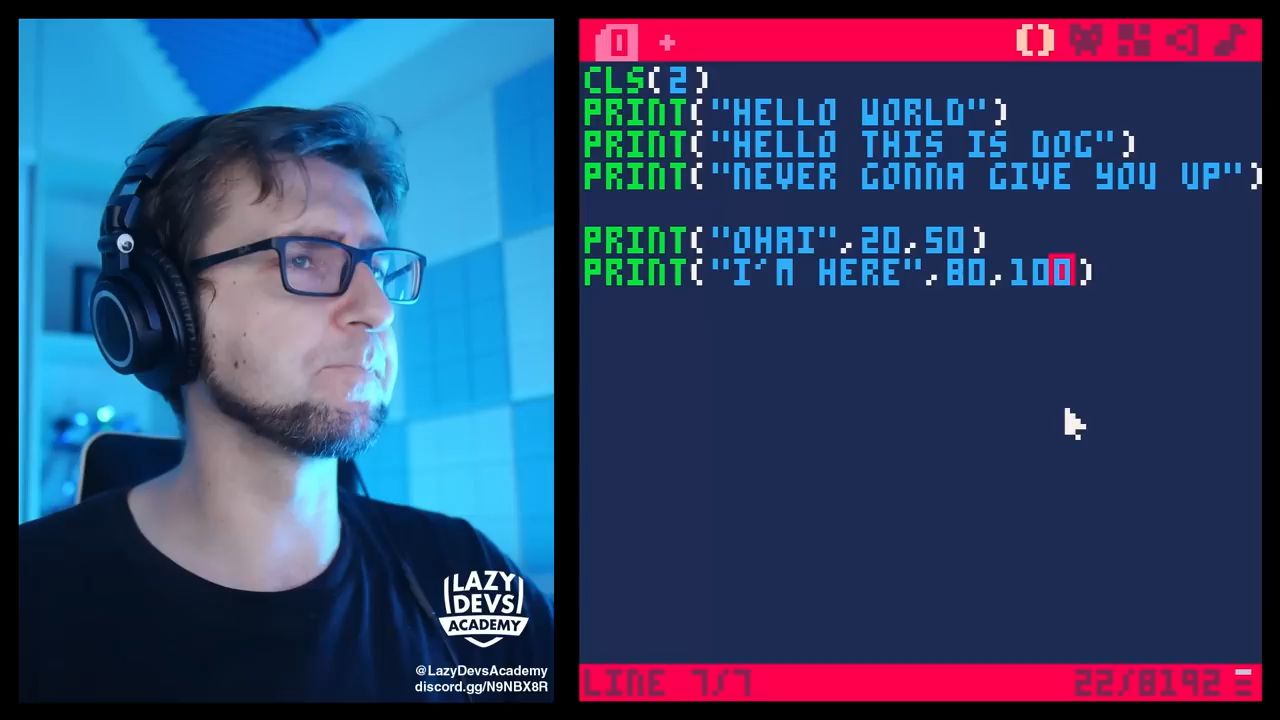 LAZY
DEVS
ACADEMY
@LazyDevsAcademy
discord.gg/N9NBX8R
0 +
CLS(2)
PRINT("HELLO WORLD")
PRINT("HELLO THIS IS DOG")
PRINT("NEVER GONNA GIVE YOU UP")
PRINT("OHAI",20,50)
PRINT("I'M HERE",80,100)
LINE 7/7
22/8192